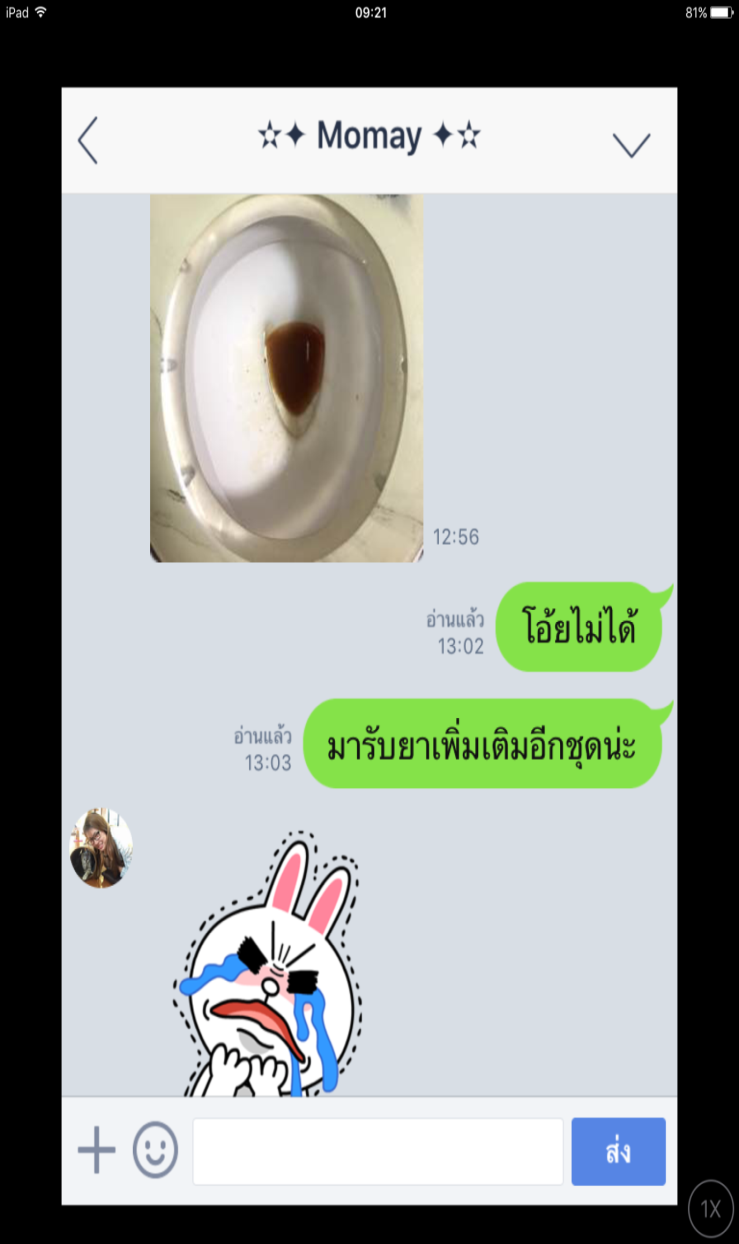 iPad 09:21 81%
☆✦ Momay ✦☆
12:56
อ่านแล้ว
13:02
โอ้ยไม่ได้
อ่านแล้ว
13:03
มารับยาเพิ่มเติมอีกชุดน่ะ
ส่ง
1X